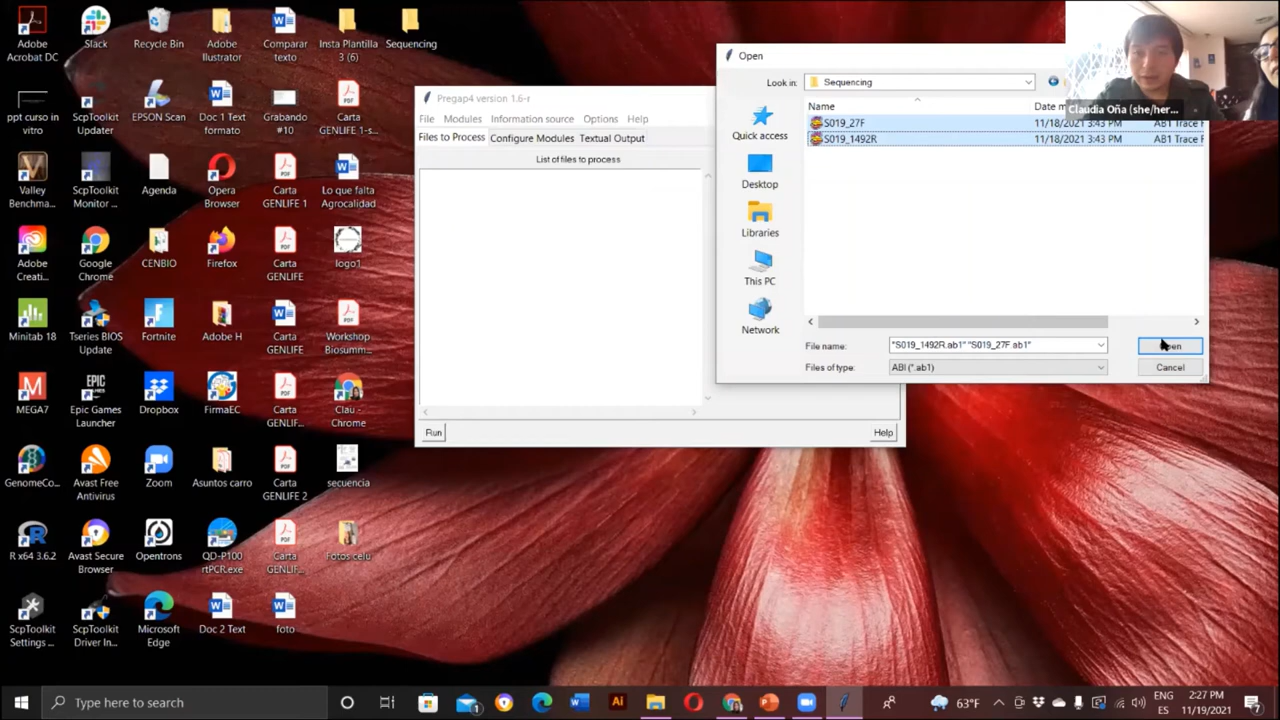 Adobe
Acrobat DC
Slack
Recycle Bin
Adobe
Ilustrator
Comparar
texto
Insta Plantilla
3 (6)
Sequencing
ppt curso in
vitro
ScpToolkit
Updater
EPSON Scan
Doc 1 Text
formato
Grabando
#10
Carta
GENLIFE 1-s...
Valley
Benchma...
ScpToolkit
Monitor ...
Agenda
Opera
Browser
Carta
GENLIFE 1
Lo que falta
Agrocalidad
Adobe
Creati...
Google
Chrome
CENBIO
Firefox
Carta
GENLIFE
logo1
Minitab 18
Tseries BIOS
Update
Fortnite
Adobe H
Carta
GENLIF...
Workshop
Biosumm...
MEGA7
Epic Games
Launcher
Dropbox
FirmaEC
Carta
GENLIF...
Clau -
Chrome
GenomeCo...
Avast Free
Antivirus
Zoom
Asuntos carro
Carta
GENLIFE 2
secuencia
R x64 3.6.2
Avast Secure
Browser
Opentrons
QD-P100
rtPCR.exe
Carta
GENLIF...
Fotos celu
ScpToolkit
Settings ...
ScpToolkit
Driver In...
Microsoft
Edge
Doc 2 Text
foto
Pregap4 version 1.6-r
File Modules Information source Options Help
Files to Process Configure Modules Textual Output
List of files to process
Run Help
Open
Look in: Sequencing
Name Date m
S019_27F 11/18/2021 3:43 PM AB1 Trace F
S019_1492R 11/18/2021 3:43 PM AB1 Trace F
Quick access
Desktop
Libraries
This PC
Network
File name: "S019_1492R.ab1" "S019_27F.ab1"
Open
Files of type: ABI (*.ab1)
Cancel
Claudia Oña (she/her...
Type here to search
63°F
ENG
ES
2:27 PM
11/19/2021